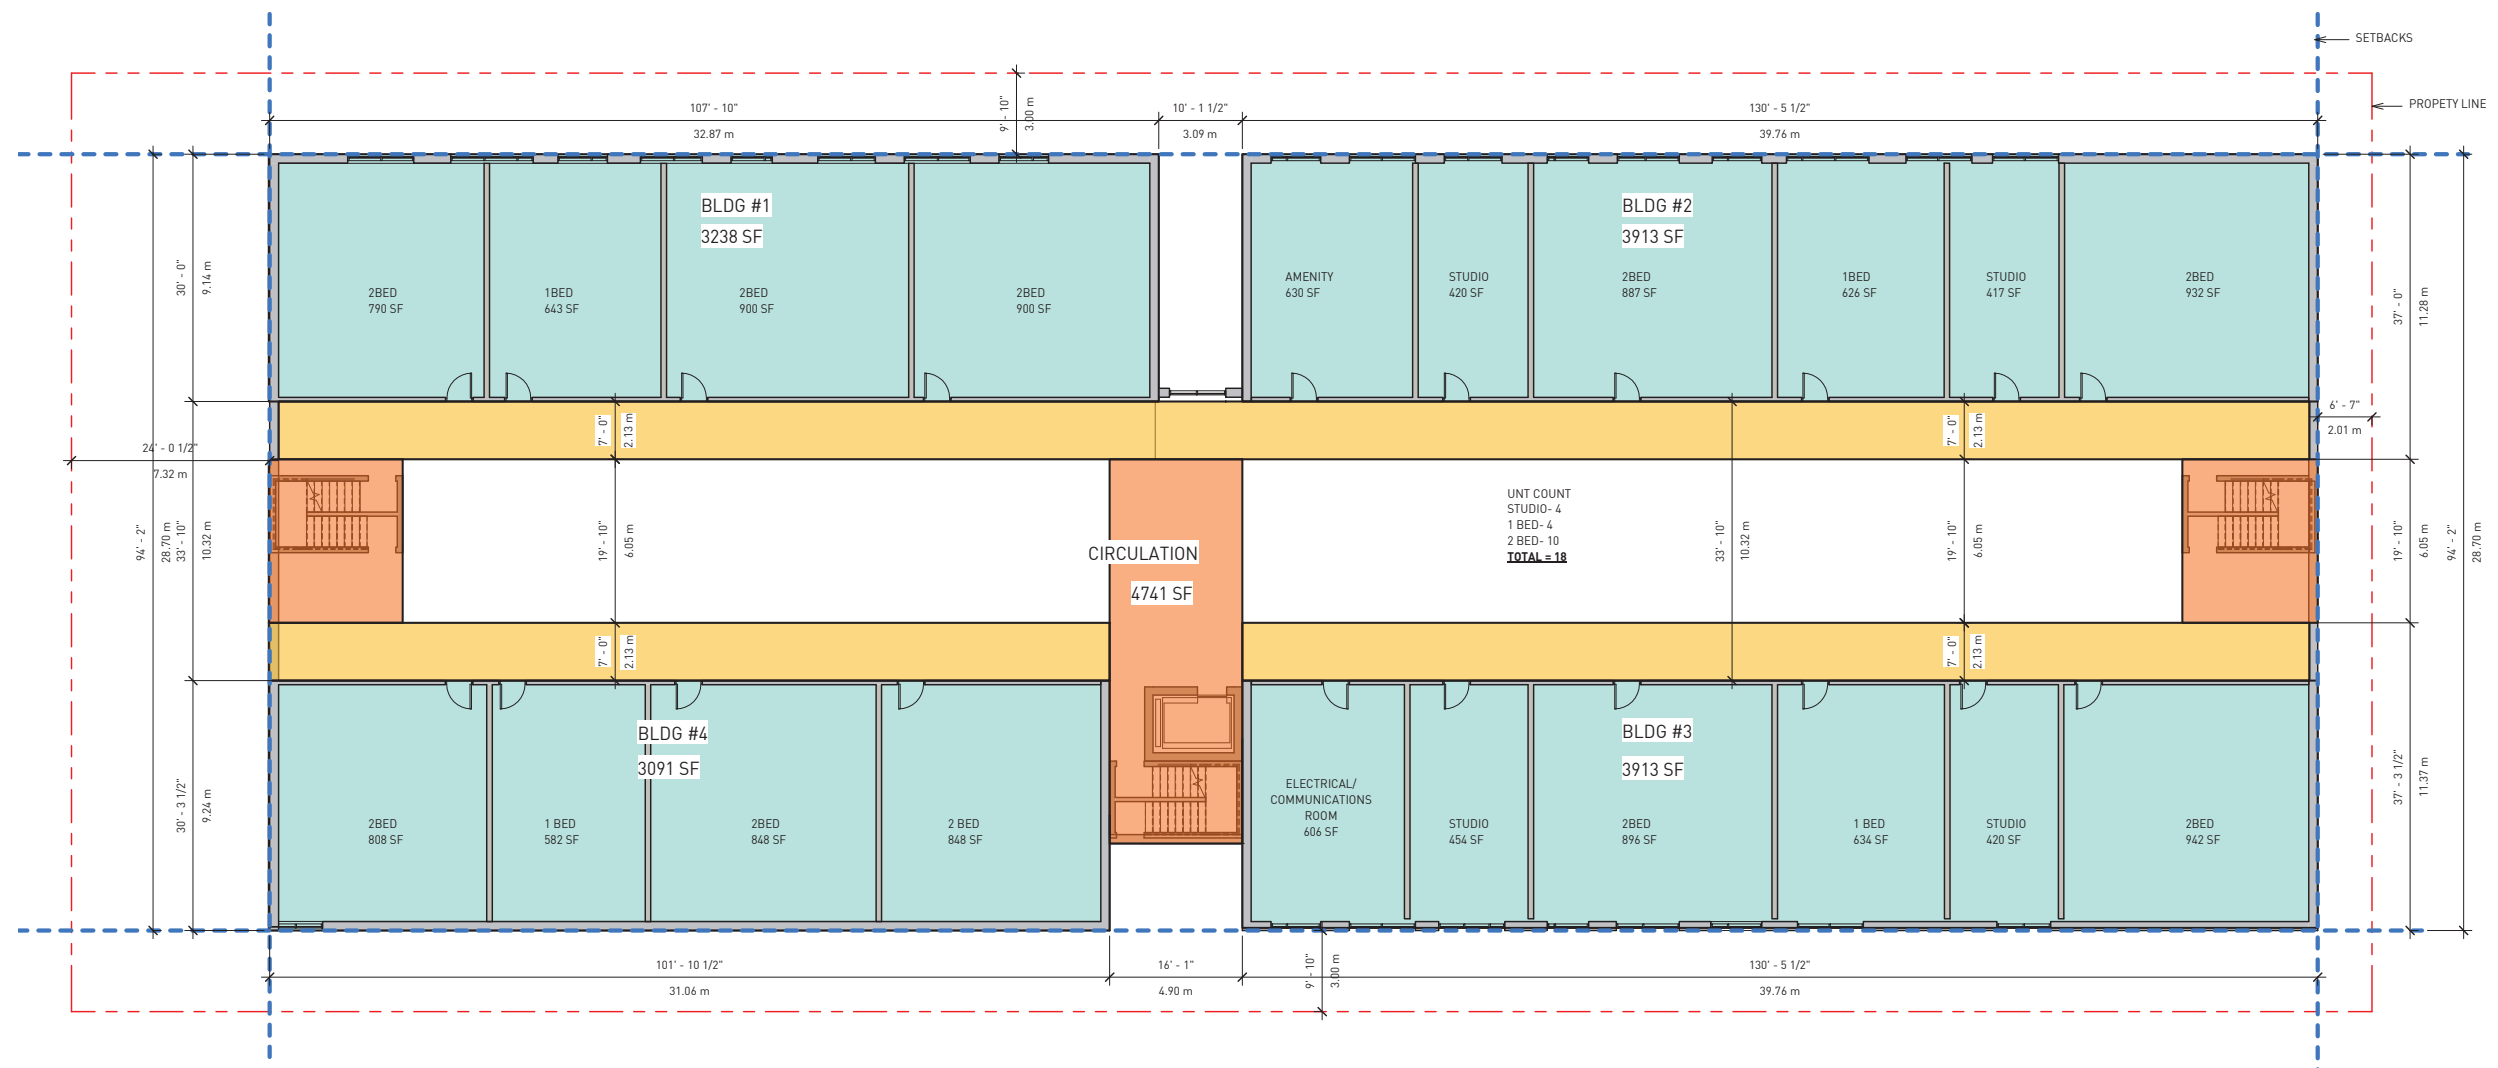 SETBACKS
PROPETY LINE
107' - 10"
32.87 m
9' - 10"
3.00 m
10' - 1 1/2"
3.09 m
130' - 5 1/2"
39.76 m
BLDG #1
3238 SF
2BED
790 SF
1BED
643 SF
2BED
900 SF
2BED
900 SF
BLDG #2
3913 SF
AMENITY
630 SF
STUDIO
420 SF
2BED
887 SF
1BED
626 SF
STUDIO
417 SF
2BED
932 SF
30' - 0"
9.14 m
37' - 0"
11.28 m
24' - 0 1/2"
7.32 m
7' - 0"
2.13 m
7' - 0"
2.13 m
6' - 7"
2.01 m
94' - 2"
28.70 m
33' - 10"
10.32 m
19' - 10"
6.05 m
CIRCULATION
4741 SF
UNT COUNT
STUDIO- 4
1 BED- 4
2 BED- 10
TOTAL = 18
33' - 10"
10.32 m
19' - 10"
6.05 m
19' - 10"
6.05 m
94' - 2"
28.70 m
7' - 0"
2.13 m
7' - 0"
2.13 m
BLDG #4
3091 SF
2BED
808 SF
1 BED
582 SF
2BED
848 SF
2 BED
848 SF
BLDG #3
3913 SF
ELECTRICAL/
COMMUNICATIONS
ROOM
606 SF
STUDIO
454 SF
2BED
896 SF
1 BED
634 SF
STUDIO
420 SF
2BED
942 SF
30' - 3 1/2"
9.24 m
37' - 3 1/2"
11.37 m
101' - 10 1/2"
31.06 m
16' - 1"
4.90 m
9' - 10"
3.00 m
130' - 5 1/2"
39.76 m